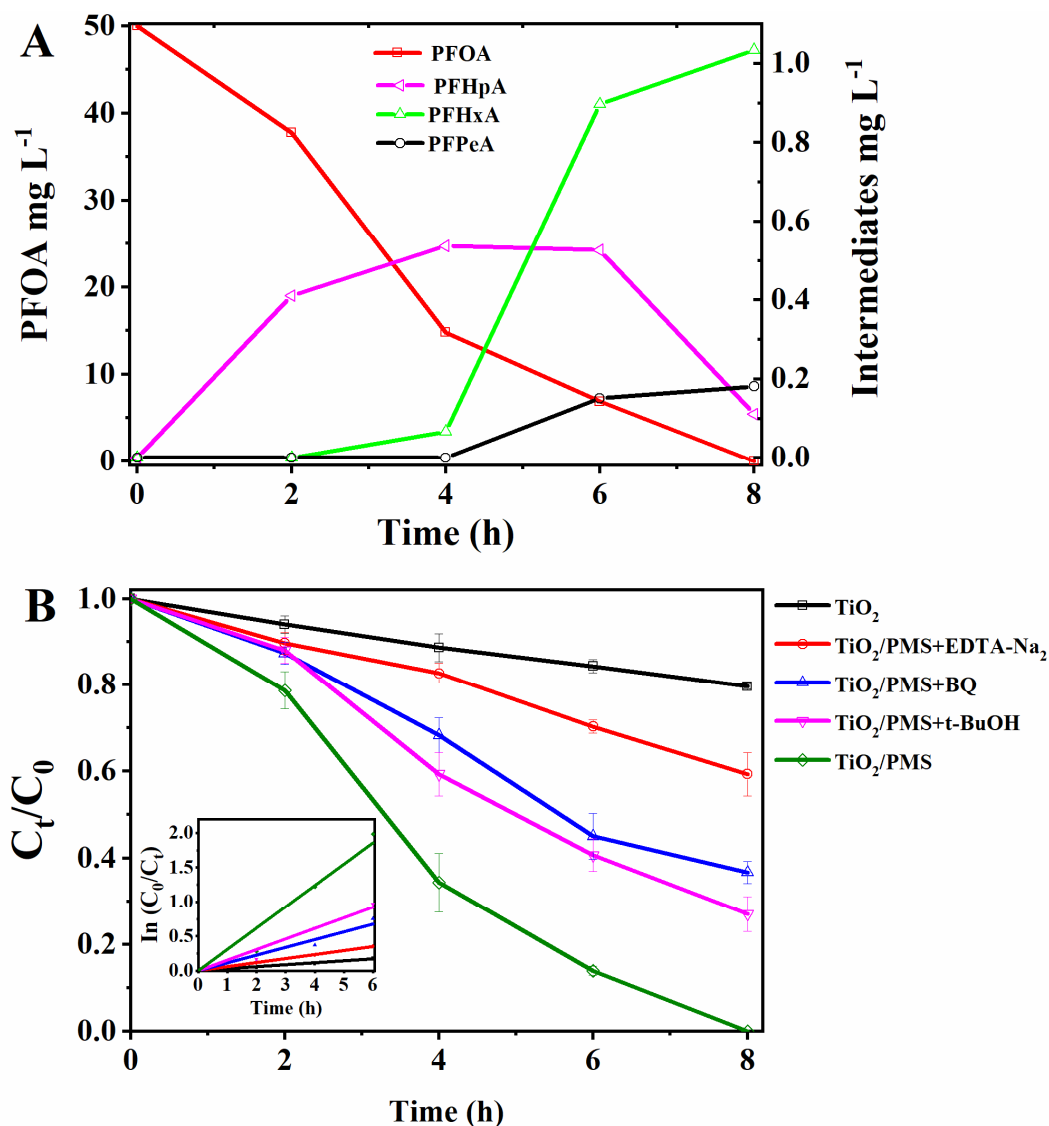 A
PFOA
PFHpA
PFHxA
PFPeA
50
40
30
20
10
0
PFOA mg L⁻¹
1.0
0.8
0.6
0.4
0.2
0.0
Intermediates mg L⁻¹
0 2 4 6 8
Time (h)
B
TiO₂
TiO₂/PMS+EDTA-Na₂
TiO₂/PMS+BQ
TiO₂/PMS+t-BuOH
TiO₂/PMS
1.0
0.8
0.6
0.4
0.2
0.0
Cₜ/C₀
2.0
1.5
1.0
0.5
0.0
In (C₀/Cₜ)
0 1 2 3 4 5 6
Time (h)
0 2 4 6 8
Time (h)